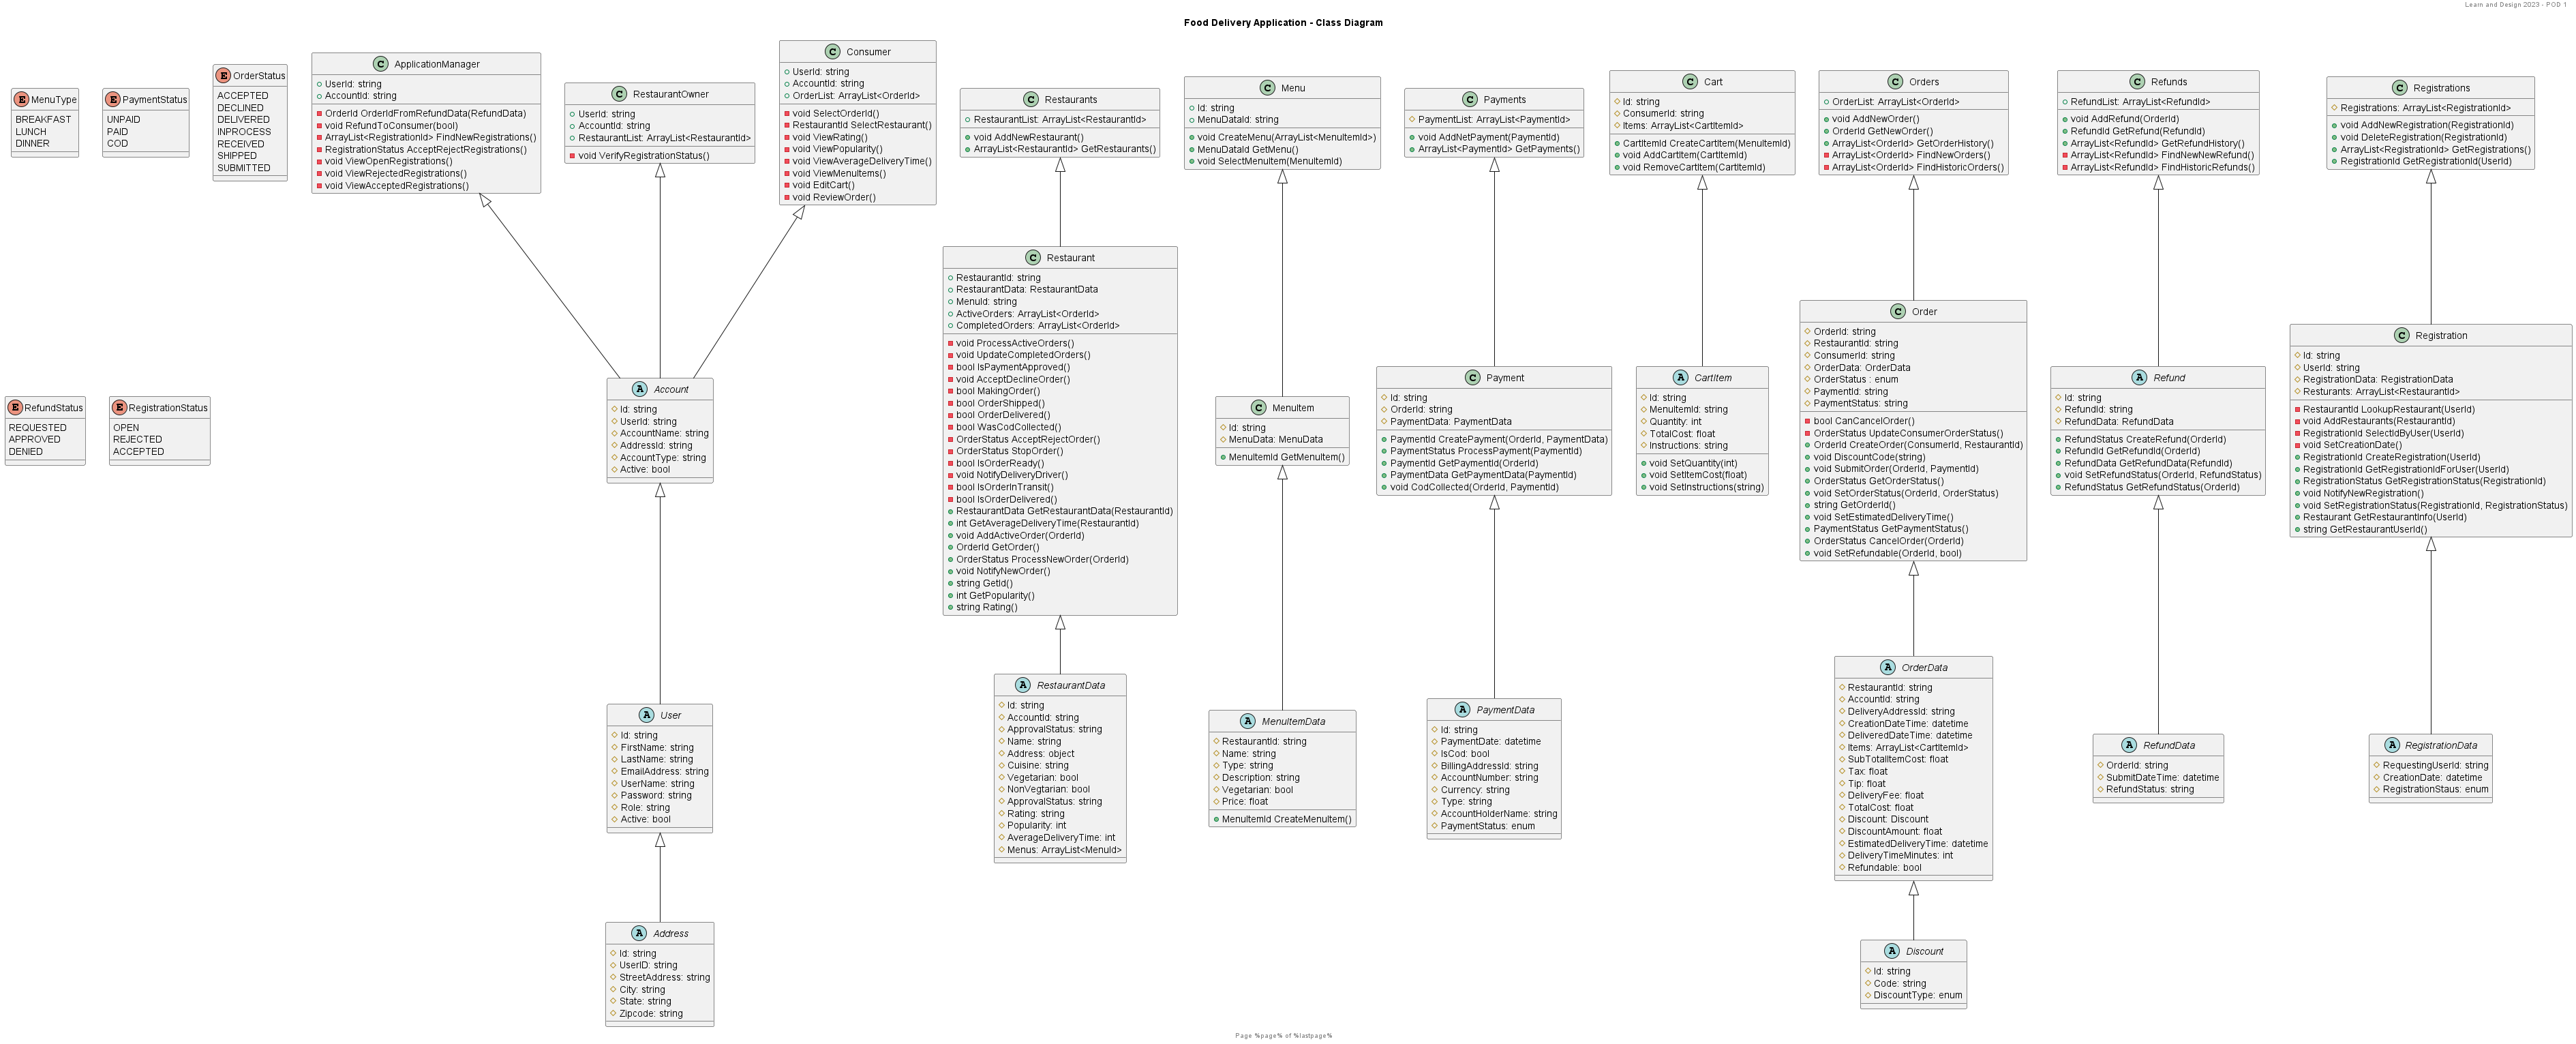 Learn and Design 2023 - POD 1
Food Delivery Application - Class Diagram
E MenuType
BREAKFAST
LUNCH
DINNER
E PaymentStatus
UNPAID
PAID
COD
E OrderStatus
ACCEPTED
DECLINED
DELIVERED
INPROCESS
RECEIVED
SHIPPED
SUBMITTED
C ApplicationManager
UserId: string
AccountId: string
OrderId OrderIdFromRefundData(RefundData)
void RefundToConsumer(bool)
ArrayList<RegistrationId> FindNewRegistrations()
RegistrationStatus AcceptRejectRegistrations()
void ViewOpenRegistrations()
void ViewRejectedRegistrations()
void ViewAcceptedRegistrations()
C RestaurantOwner
UserId: string
AccountId: string
RestaurantList: ArrayList<RestaurantId>
void VerifyRegistrationStatus()
C Consumer
UserId: string
AccountId: string
OrderList: ArrayList<OrderId>
void SelectOrderId()
RestaurantId SelectRestaurant()
void ViewRating()
void ViewPopularity()
void ViewAverageDeliveryTime()
void ViewMenuItems()
void EditCart()
void ReviewOrder()
C Restaurants
RestaurantList: ArrayList<RestaurantId>
void AddNewRestaurant()
ArrayList<RestaurantId> GetRestaurants()
C Menu
Id: string
MenuDataId: string
void CreateMenu(ArrayList<MenuItemId>)
MenuDataId GetMenu()
void SelectMenuItem(MenuItemId)
C Payments
PaymentList: ArrayList<PaymentId>
void AddNetPayment(PaymentId)
ArrayList<PaymentId> GetPayments()
C Cart
Id: string
ConsumerId: string
Items: ArrayList<CartItemId>
CartItemId CreateCartItem(MenuItemId)
void AddCartItem(CartItemId)
void RemoveCartItem(CartItemId)
C Orders
OrderList: ArrayList<OrderId>
void AddNewOrder()
OrderId GetNewOrder()
ArrayList<OrderId> GetOrderHistory()
ArrayList<OrderId> FindNewOrders()
ArrayList<OrderId> FindHistoricOrders()
C Refunds
RefundList: ArrayList<RefundId>
void AddRefund(OrderId)
RefundId GetRefund(RefundId)
ArrayList<RefundId> GetRefundHistory()
ArrayList<RefundId> FindNewNewRefund()
ArrayList<RefundId> FindHistoricRefunds()
C Registrations
Registrations: ArrayList<RegistrationId>
void AddNewRegistration(RegistrationId)
void DeleteRegistration(RegistrationId)
ArrayList<RegistrationId> GetRegistrations()
RegistrationId GetRegistrationId(UserId)
E RefundStatus
REQUESTED
APPROVED
DENIED
E RegistrationStatus
OPEN
REJECTED
ACCEPTED
A Account
Id: string
UserId: string
AccountName: string
AddressId: string
AccountType: string
Active: bool
C Restaurant
RestaurantId: string
RestaurantData: RestaurantData
MenuId: string
ActiveOrders: ArrayList<OrderId>
CompletedOrders: ArrayList<OrderId>
void ProcessActiveOrders()
void UpdateCompletedOrders()
bool IsPaymentApproved()
void AcceptDeclineOrder()
bool MakingOrder()
bool OrderShipped()
bool OrderDelivered()
bool WasCodCollected()
OrderStatus AcceptRejectOrder()
OrderStatus StopOrder()
bool IsOrderReady()
void NotifyDeliveryDriver()
bool IsOrderInTransit()
bool IsOrderDelivered()
RestaurantData GetRestaurantData(RestaurantId)
int GetAverageDeliveryTime(RestaurantId)
void AddActiveOrder(OrderId)
OrderId GetOrder()
OrderStatus ProcessNewOrder(OrderId)
void NotifyNewOrder()
string GetId()
int GetPopularity()
string Rating()
C MenuItem
Id: string
MenuData: MenuData
MenuItemId GetMenuItem()
C Payment
Id: string
OrderId: string
PaymentData: PaymentData
PaymentId CreatePayment(OrderId, PaymentData)
PaymentStatus ProcessPayment(PaymentId)
PaymentId GetPaymentId(OrderId)
PaymentData GetPaymentData(PaymentId)
void CodCollected(OrderId, PaymentId)
A CartItem
Id: string
MenuItemId: string
Quantity: int
TotalCost: float
Instructions: string
void SetQuantity(int)
void SetItemCost(float)
void SetInstructions(string)
C Order
OrderId: string
RestaurantId: string
ConsumerId: string
OrderData: OrderData
OrderStatus : enum
PaymentId: string
PaymentStatus: string
bool CanCancelOrder()
OrderStatus UpdateConsumerOrderStatus()
OrderId CreateOrder(ConsumerId, RestaurantId)
void DiscountCode(string)
void SubmitOrder(OrderId, PaymentId)
OrderStatus GetOrderStatus()
void SetOrderStatus(OrderId, OrderStatus)
string GetOrderId()
void SetEstimatedDeliveryTime()
PaymentStatus GetPaymentStatus()
OrderStatus CancelOrder(OrderId)
void SetRefundable(OrderId, bool)
A Refund
Id: string
RefundId: string
RefundData: RefundData
RefundStatus CreateRefund(OrderId)
RefundId GetRefundId(OrderId)
RefundData GetRefundData(RefundId)
void SetRefundStatus(OrderId, RefundStatus)
RefundStatus GetRefundStatus(OrderId)
C Registration
Id: string
UserId: string
RegistrationData: RegistrationData
Resturants: ArrayList<RestaurantId>
RestaurantId LookupRestaurant(UserId)
void AddRestaurants(RestaurantId)
RegistrationId SelectIdByUser(UserId)
void SetCreationDate()
RegistrationId CreateRegistration(UserId)
RegistrationId GetRegistrationIdForUser(UserId)
RegistrationStatus GetRegistrationStatus(RegistrationId)
void NotifyNewRegistration()
void SetRegistrationStatus(RegistrationId, RegistrationStatus)
Restaurant GetRestaurantInfo(UserId)
string GetRestaurantUserId()
A User
Id: string
FirstName: string
LastName: string
EmailAddress: string
UserName: string
Password: string
Role: string
Active: bool
A RestaurantData
Id: string
AccountId: string
ApprovalStatus: string
Name: string
Address: object
Cuisine: string
Vegetarian: bool
NonVegtarian: bool
ApprovalStatus: string
Rating: string
Popularity: int
AverageDeliveryTime: int
Menus: ArrayList<MenuId>
A MenuItemData
RestaurantId: string
Name: string
Type: string
Description: string
Vegetarian: bool
Price: float
MenuItemId CreateMenuItem()
A PaymentData
Id: string
PaymentDate: datetime
IsCod: bool
BillingAddressId: string
AccountNumber: string
Currency: string
Type: string
AccountHolderName: string
PaymentStatus: enum
A OrderData
RestaurantId: string
AccountId: string
DeliveryAddressId: string
CreationDateTime: datetime
DeliveredDateTime: datetime
Items: ArrayList<CartItemId>
SubTotalItemCost: float
Tax: float
Tip: float
DeliveryFee: float
TotalCost: float
Discount: Discount
DiscountAmount: float
EstimatedDeliveryTime: datetime
DeliveryTimeMinutes: int
Refundable: bool
A RefundData
OrderId: string
SubmitDateTime: datetime
RefundStatus: string
A RegistrationData
RequestingUserId: string
CreationDate: datetime
RegistrationStaus: enum
A Address
Id: string
UserID: string
StreetAddress: string
City: string
State: string
Zipcode: string
A Discount
Id: string
Code: string
DiscountType: enum
Page %page% of %lastpage%